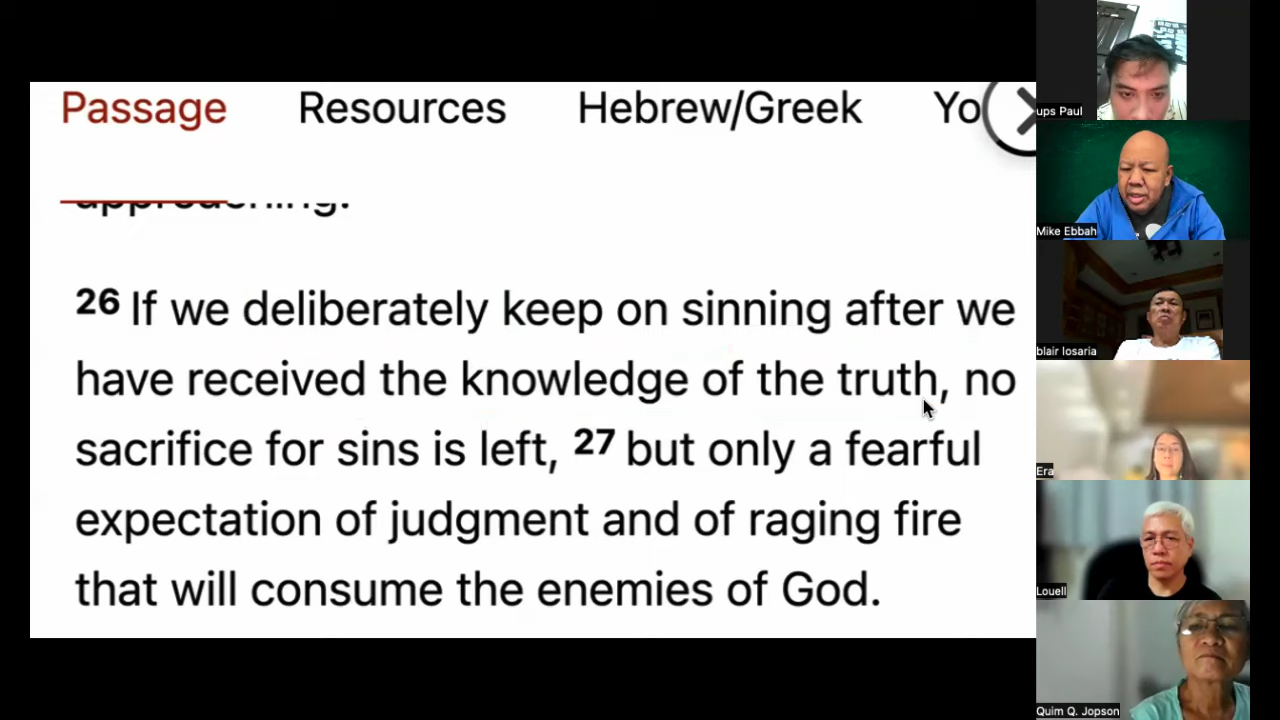 Passage Resources Hebrew/Greek Yo
approaching.
26 If we deliberately keep on sinning after we
have received the knowledge of the truth, no
sacrifice for sins is left, 27 but only a fearful
expectation of judgment and of raging fire
that will consume the enemies of God.
ups Paul
Mike Ebbah
blair losaria
Era
Louell
Quim Q. Jopson